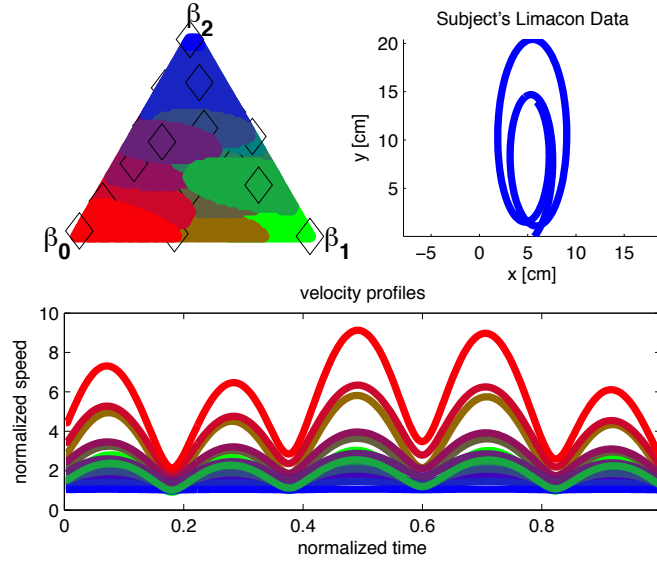 β2
β0
β1
Subject's Limacon Data
20
15
10
5
y [cm]
−5 0 5 10 15
x [cm]
velocity profiles
10
8
6
4
2
0
normalized speed
0 0.2 0.4 0.6 0.8
normalized time